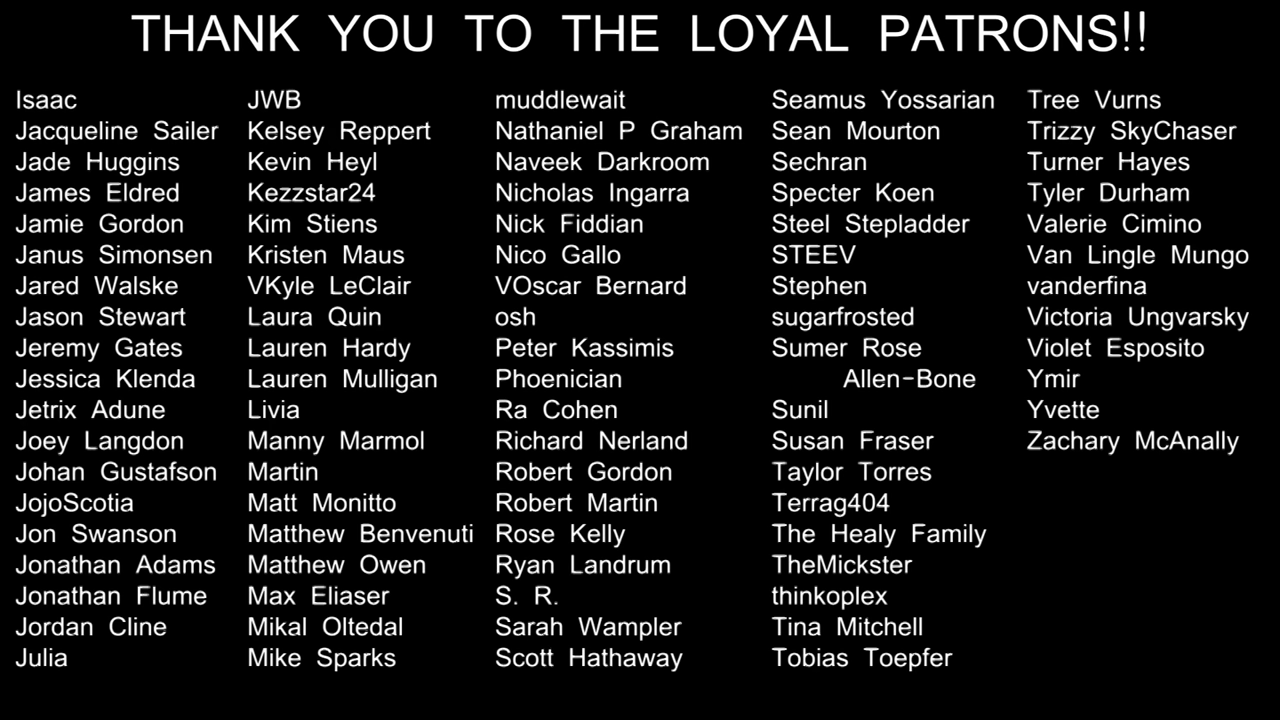 THANK YOU TO THE LOYAL PATRONS!!
Isaac
Jacqueline Sailer
Jade Huggins
James Eldred
Jamie Gordon
Janus Simonsen
Jared Walske
Jason Stewart
Jeremy Gates
Jessica Klenda
Jetrix Adune
Joey Langdon
Johan Gustafson
JojoScotia
Jon Swanson
Jonathan Adams
Jonathan Flume
Jordan Cline
Julia
JWB
Kelsey Reppert
Kevin Heyl
Kezzstar24
Kim Stiens
Kristen Maus
VKyle LeClair
Laura Quin
Lauren Hardy
Lauren Mulligan
Livia
Manny Marmol
Martin
Matt Monitto
Matthew Benvenuti
Matthew Owen
Max Eliaser
Mikal Oltedal
Mike Sparks
muddlewait
Nathaniel P Graham
Naveek Darkroom
Nicholas Ingarra
Nick Fiddian
Nico Gallo
VOscar Bernard
osh
Peter Kassimis
Phoenician
Ra Cohen
Richard Nerland
Robert Gordon
Robert Martin
Rose Kelly
Ryan Landrum
S. R.
Sarah Wampler
Scott Hathaway
Seamus Yossarian
Sean Mourton
Sechran
Specter Koen
Steel Stepladder
STEEV
Stephen
sugarfrosted
Sumer Rose
Allen-Bone
Sunil
Susan Fraser
Taylor Torres
Terrag404
The Healy Family
TheMickster
thinkoplex
Tina Mitchell
Tobias Toepfer
Tree Vurns
Trizzy SkyChaser
Turner Hayes
Tyler Durham
Valerie Cimino
Van Lingle Mungo
vanderfina
Victoria Ungvarsky
Violet Esposito
Ymir
Yvette
Zachary McAnally